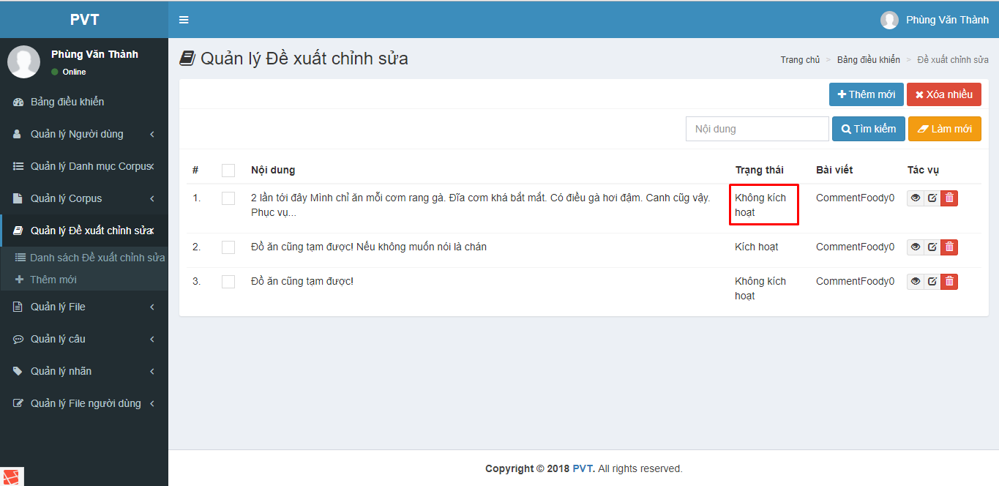 PVT
Phùng Văn Thành
Phùng Văn Thành
Online
Bảng điều khiển
Quản lý Người dùng
Quản lý Danh mục Corpus
Quản lý Corpus
Quản lý Đề xuất chỉnh sửa
Danh sách Đề xuất chỉnh sửa
Thêm mới
Quản lý File
Quản lý câu
Quản lý nhãn
Quản lý File người dùng
Quản lý Đề xuất chỉnh sửa
Trang chủ > Bảng điều khiển > Đề xuất chỉnh sửa
Thêm mới Xóa nhiều
Nội dung Tìm kiếm Làm mới
# Nội dung Trạng thái Bài viết Tác vụ
1. 2 lần tới đây Mình chỉ ăn mỗi cơm rang gà. Đĩa cơm khá bắt mắt. Có điều gà hơi đậm. Canh cũg vậy. Không kích CommentFoody0
Phục vụ... hoạt
2. Đồ ăn cũng tạm được! Nếu không muốn nói là chán Kích hoạt CommentFoody0
3. Đồ ăn cũng tạm được! Không kích CommentFoody0
hoạt
Copyright © 2018 PVT. All rights reserved.